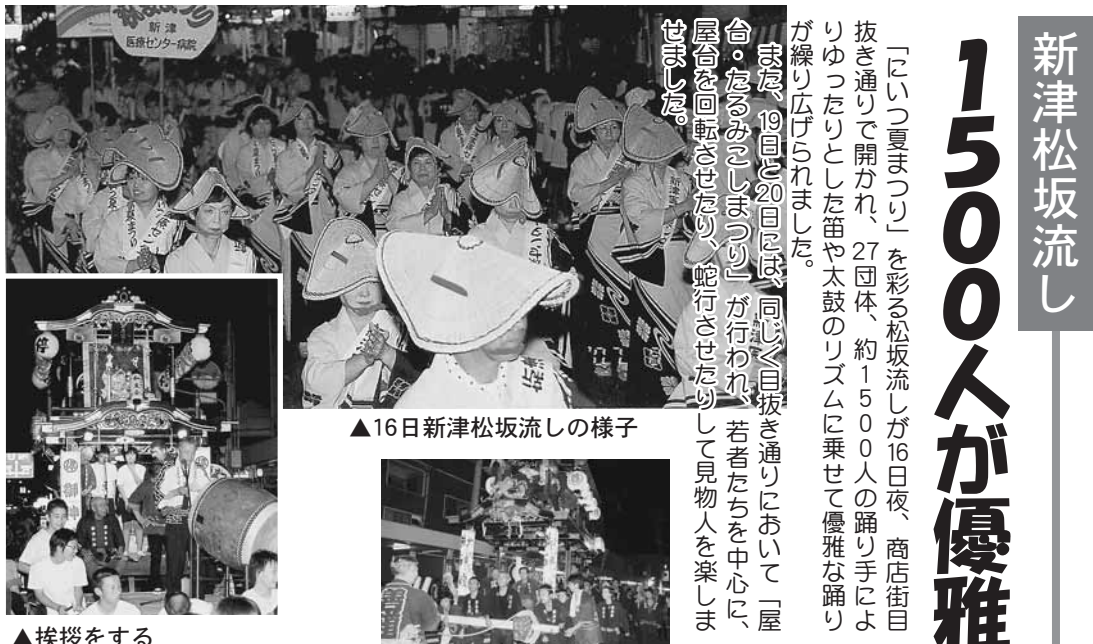 新津松坂流し
1500人が優雅
「にいつ夏まつり」を彩る松坂流しが16日夜、商店街目
抜き通りで開かれ、27団体、約1500人の踊り手によ
りゆったりとした笛や太鼓のリズムに乗せて優雅な踊り
が繰り広げられました。
また、19日と20日には、同じく目抜き通りにおいて「屋
台・たるみこしまつり」が行われ、若者たちを中心に、
屋台を回転させたり、蛇行させたりして見物人を楽しま
せました。
新津
医療センター病院
▲16日新津松坂流しの様子
▲挨拶をする